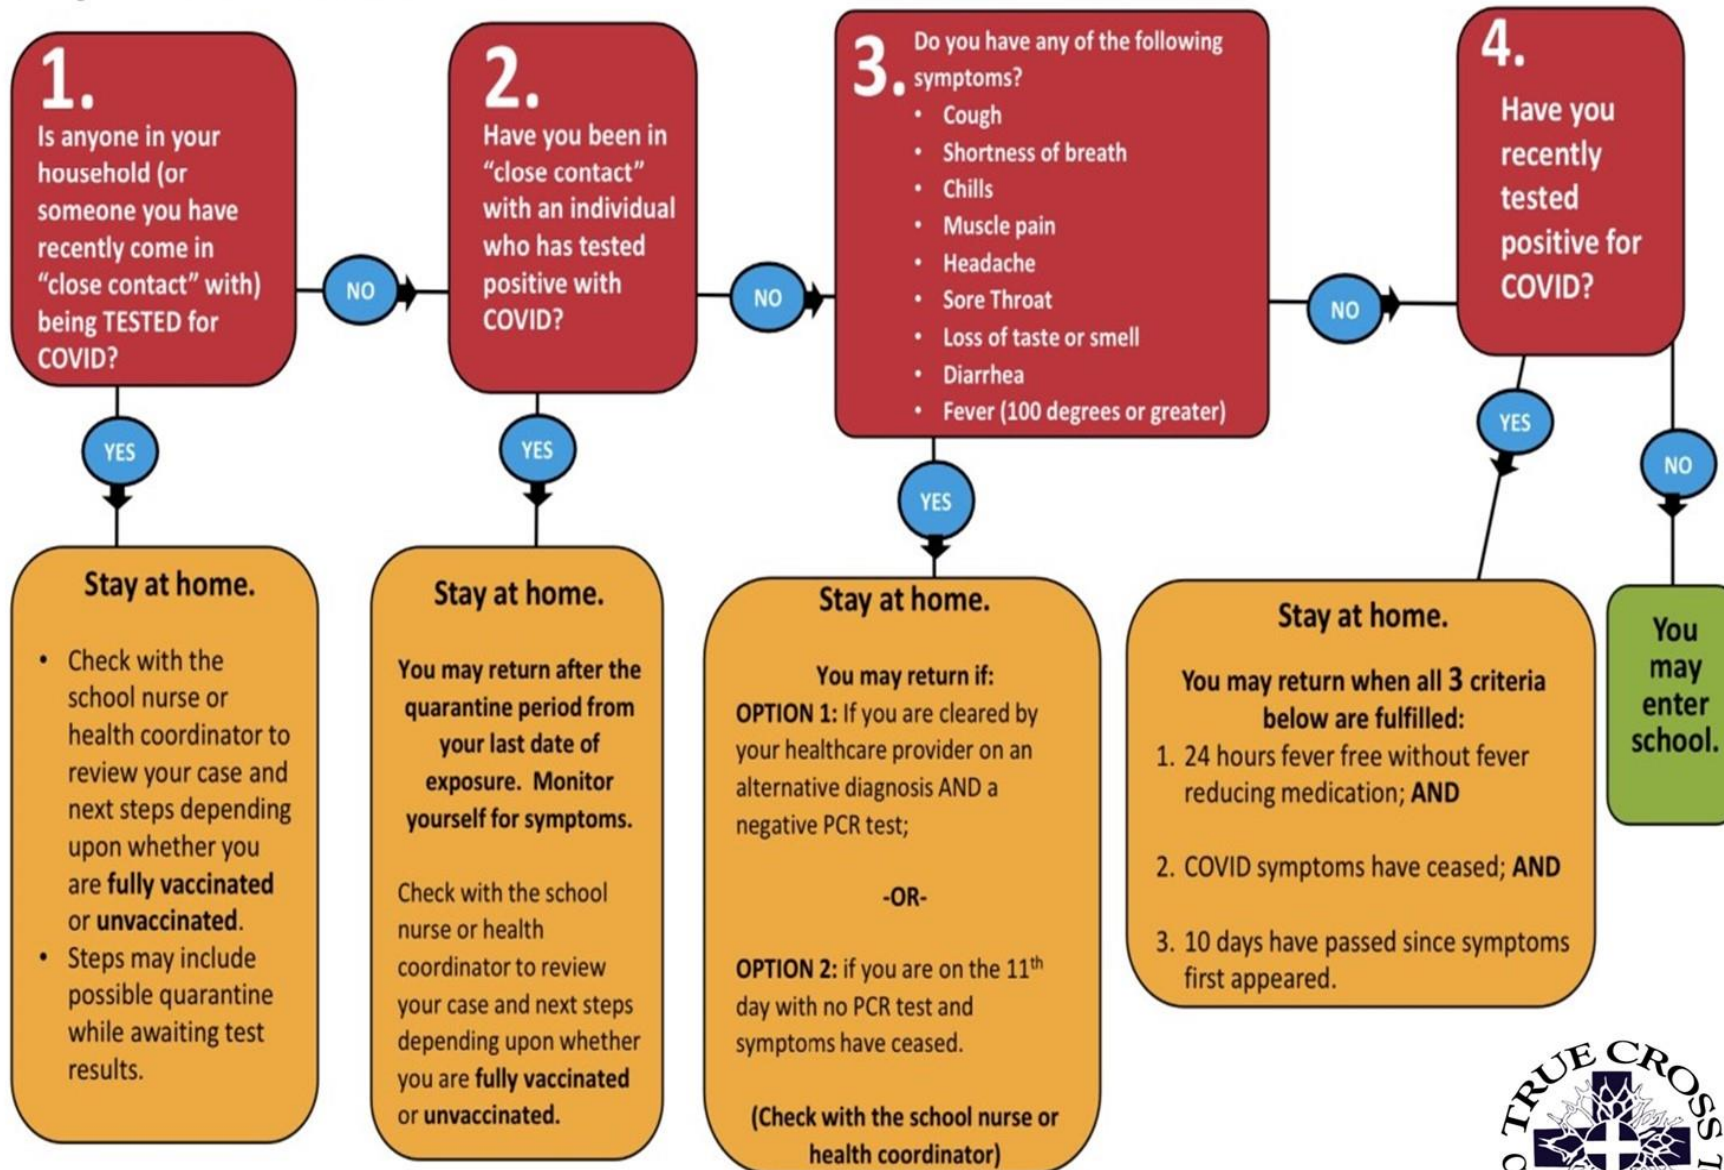 1.
Is anyone in your
household (or
someone you have
recently come in
“close contact” with)
being TESTED for
COVID?
NO
YES
Stay at home.
• Check with the
school nurse or
health coordinator to
review your case and
next steps depending
upon whether you
are fully vaccinated
or unvaccinated.
• Steps may include
possible quarantine
while awaiting test
results.
2.
Have you been in
“close contact”
with an individual
who has tested
positive with
COVID?
NO
YES
Stay at home.
You may return after the
quarantine period from
your last date of
exposure. Monitor
yourself for symptoms.
Check with the school
nurse or health
coordinator to review
your case and next steps
depending upon whether
you are fully vaccinated
or unvaccinated.
3.
Do you have any of the following
symptoms?
• Cough
• Shortness of breath
• Chills
• Muscle pain
• Headache
• Sore Throat
• Loss of taste or smell
• Diarrhea
• Fever (100 degrees or greater)
NO
YES
Stay at home.
You may return if:
OPTION 1: If you are cleared by
your healthcare provider on an
alternative diagnosis AND a
negative PCR test;
-OR-
OPTION 2: if you are on the 11th
day with no PCR test and
symptoms have ceased.
(Check with the school nurse or
health coordinator)
4.
Have you
recently
tested
positive for
COVID?
YES
NO
Stay at home.
You may return when all 3 criteria
below are fulfilled:
1. 24 hours fever free without fever
reducing medication; AND
2. COVID symptoms have ceased; AND
3. 10 days have passed since symptoms
first appeared.
You
may
enter
school.
TRUE CROSS